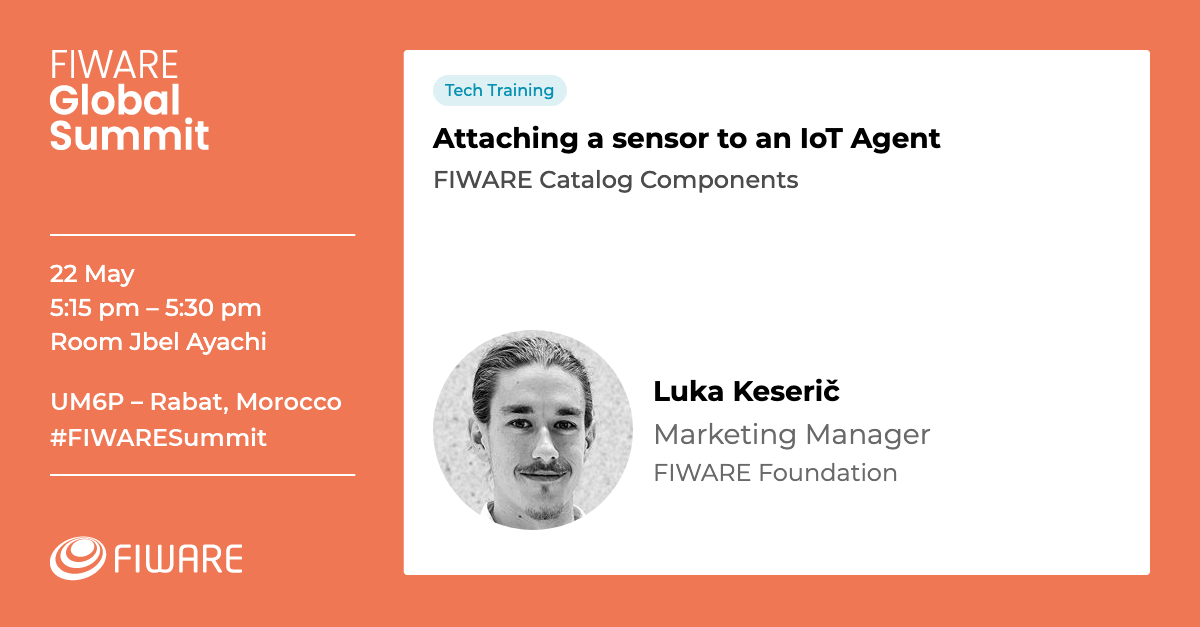 FIWARE
Global
Summit
22 May
5:15 pm – 5:30 pm
Room Jbel Ayachi
UM6P – Rabat, Morocco
#FIWARESummit
FIWARE
Tech Training
Attaching a sensor to an IoT Agent
FIWARE Catalog Components
Luka Keserič
Marketing Manager
FIWARE Foundation